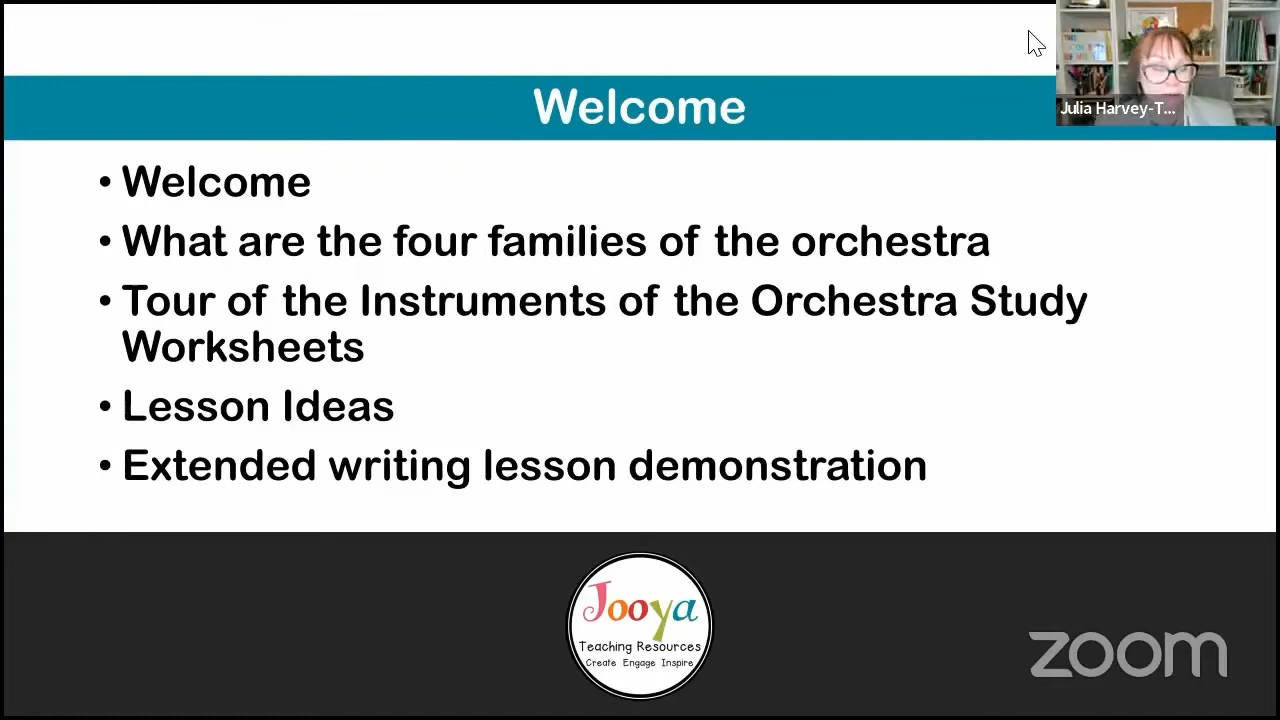 Welcome
Julia Harvey-T...
• Welcome
• What are the four families of the orchestra
• Tour of the Instruments of the Orchestra Study
Worksheets
• Lesson Ideas
• Extended writing lesson demonstration
Jooya
Teaching Resources
Create Engage Inspire
zoom